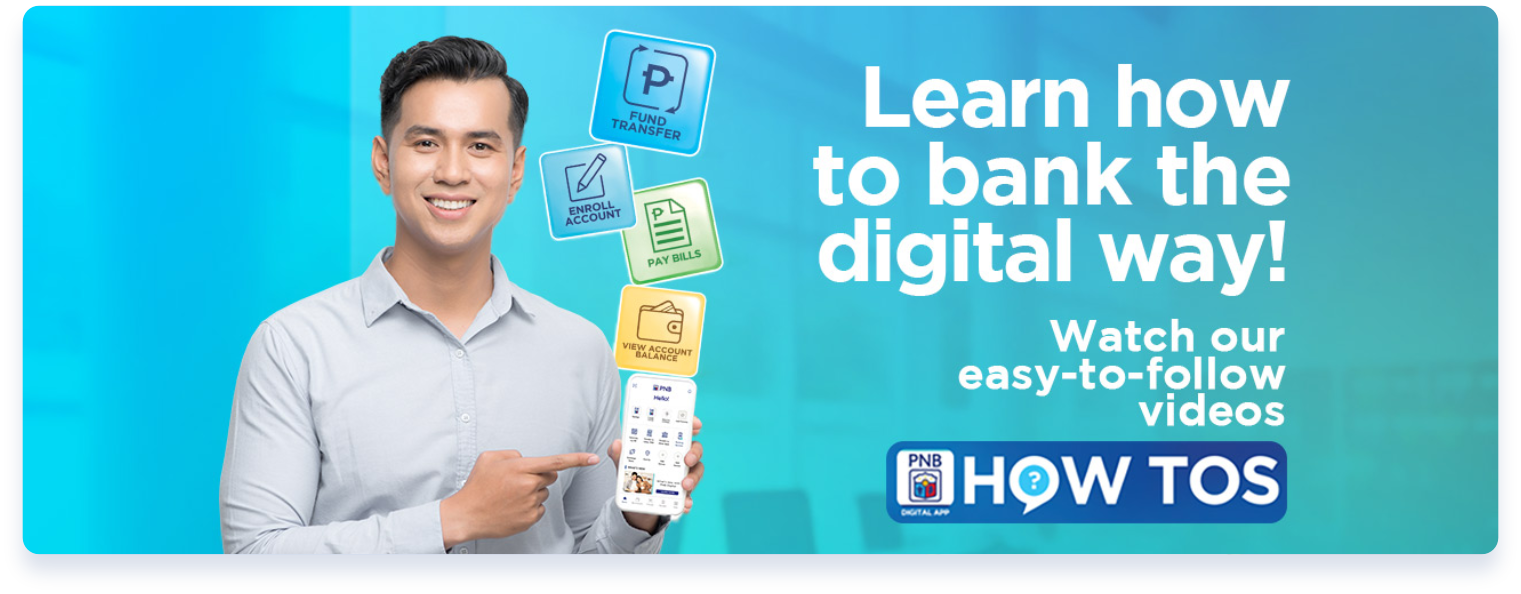 Learn how
to bank the
digital way!
Watch our
easy-to-follow
videos
PNB
DIGITAL APP
HOW TOS
?
FUND
TRANSFER
ENROLL
ACCOUNT
PAY BILLS
VIEW ACCOUNT
BALANCE
PNB
Hello!